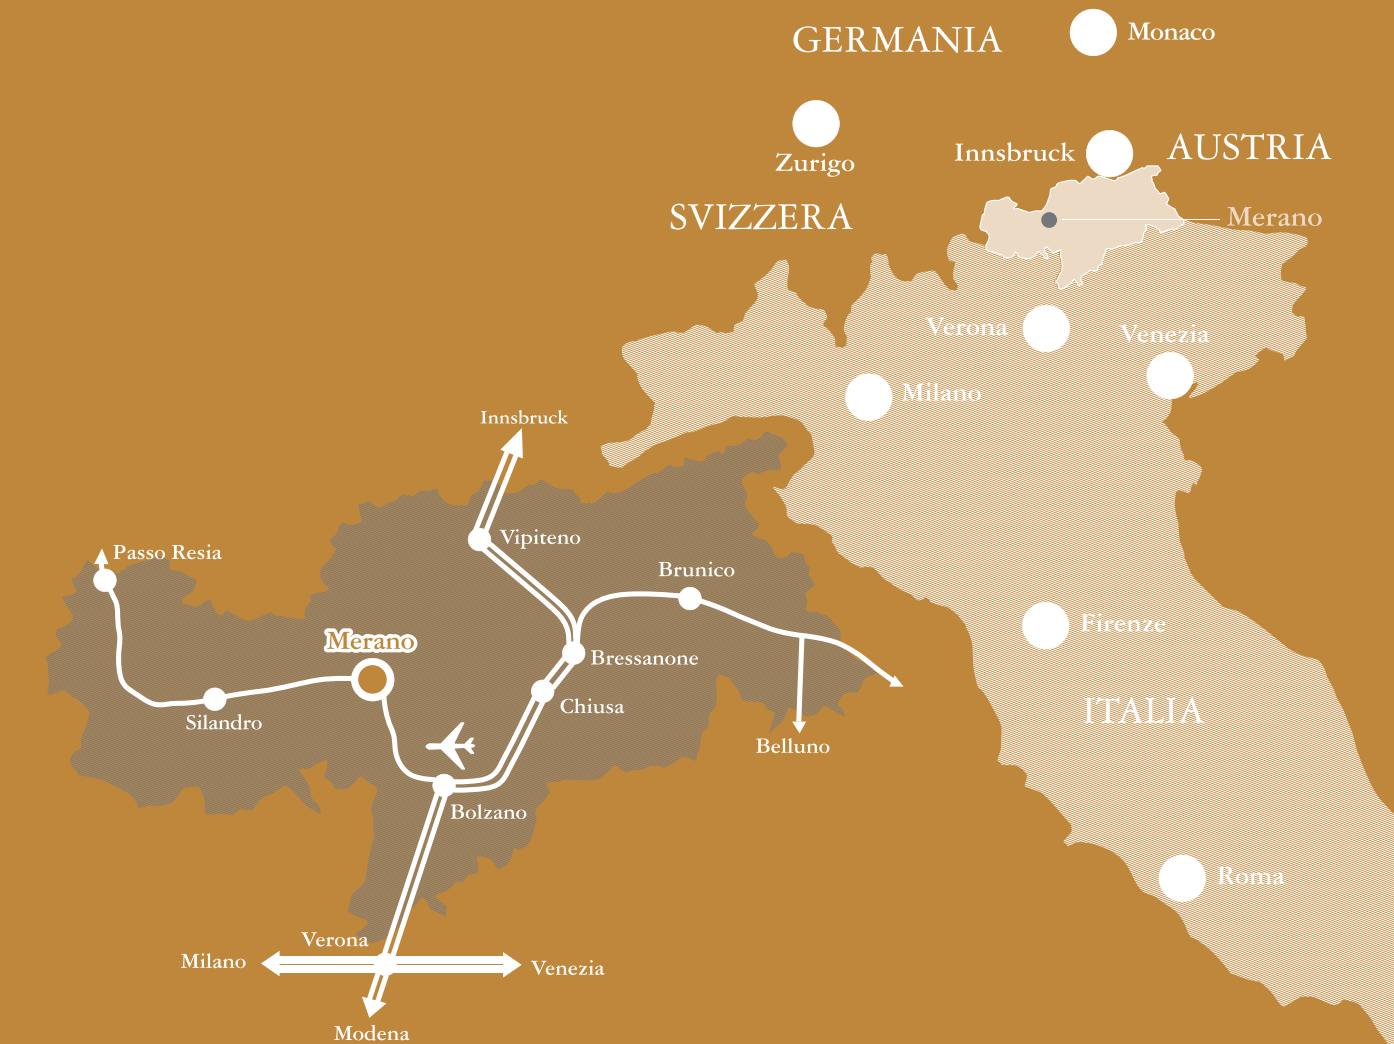 GERMANIA
Monaco
Zurigo
Innsbruck
AUSTRIA
SVIZZERA
Merano
Verona
Venezia
Milano
Innsbruck
Vipiteno
Passo Resia
Brunico
Firenze
Merano
Bressanone
Silandro
Chiusa
ITALIA
Belluno
Bolzano
Roma
Verona
Milano
Venezia
Modena